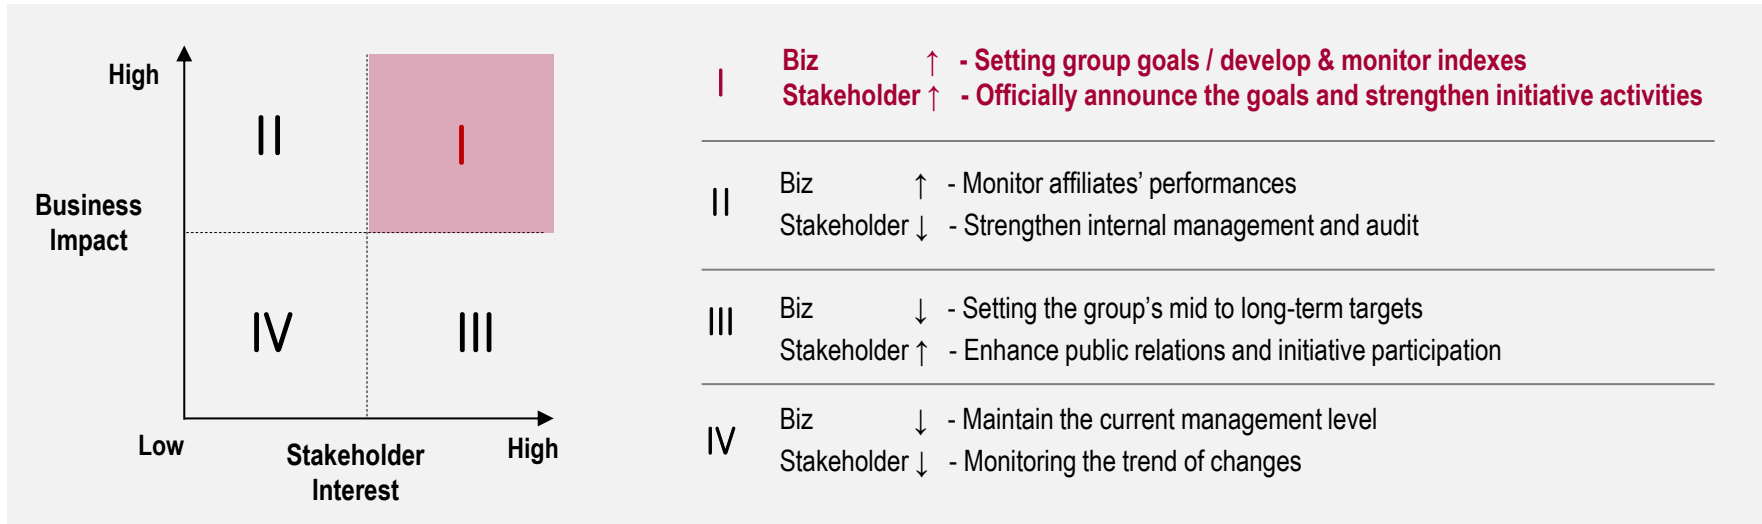 High
II
I
Business
Impact
IV
III
Low
Stakeholder
Interest
High
I
Biz ↑ - Setting group goals / develop & monitor indexes
Stakeholder ↑ - Officially announce the goals and strengthen initiative activities
II
Biz ↑ - Monitor affiliates’ performances
Stakeholder ↓ - Strengthen internal management and audit
III
Biz ↓ - Setting the group’s mid to long-term targets
Stakeholder ↑ - Enhance public relations and initiative participation
IV
Biz ↓ - Maintain the current management level
Stakeholder ↓ - Monitoring the trend of changes